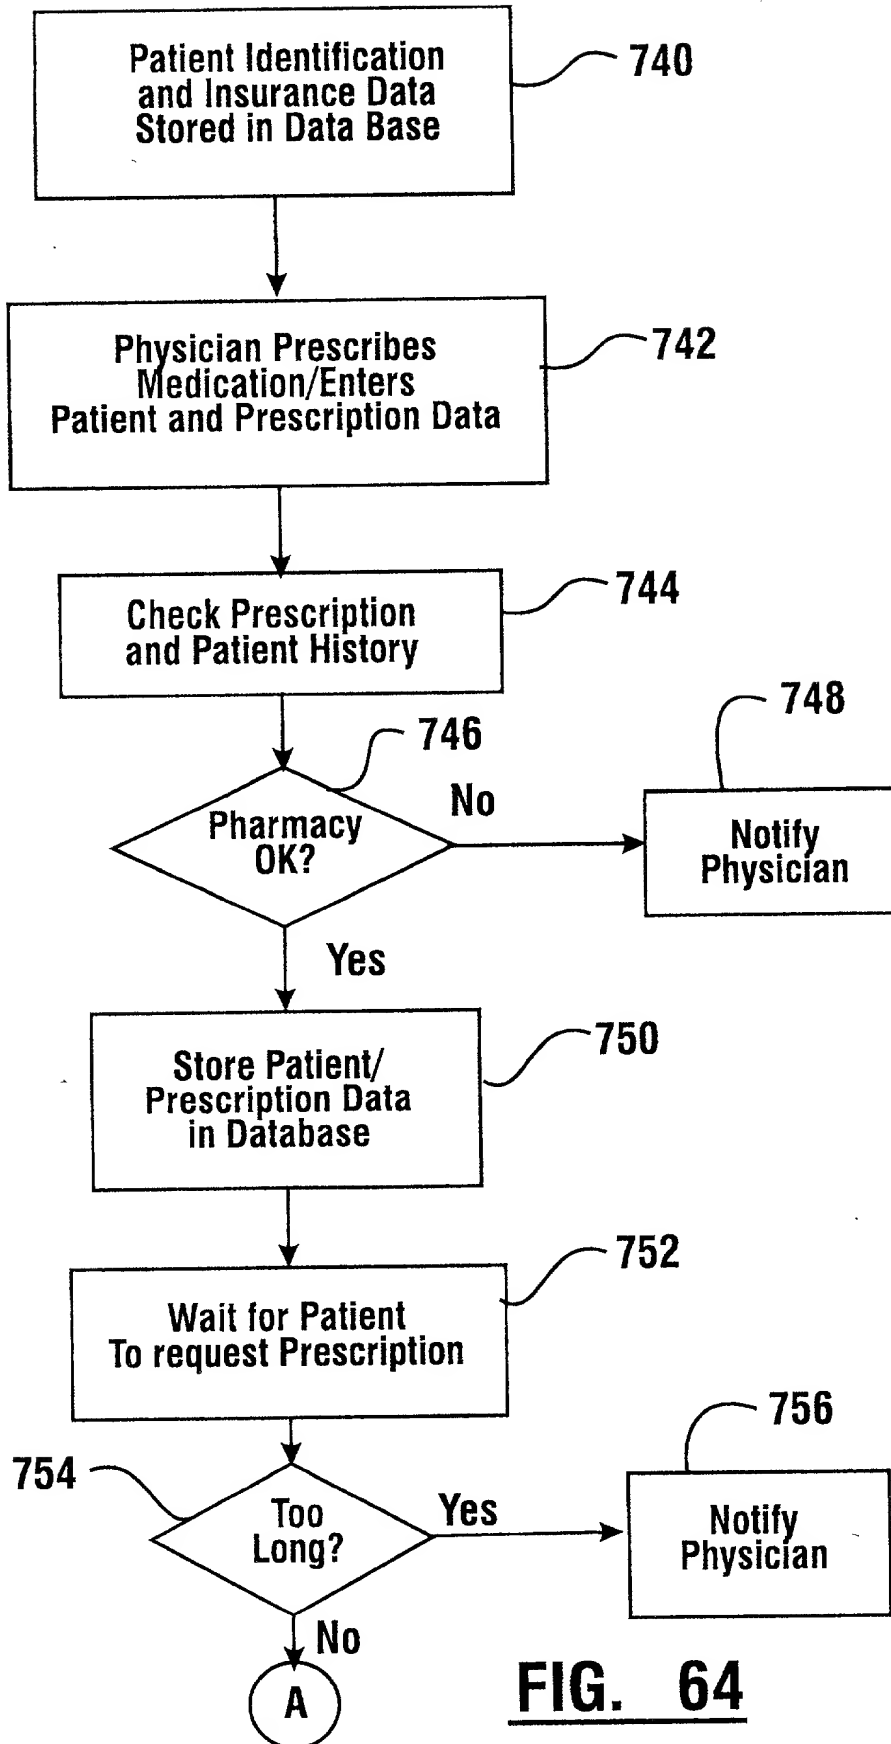 Patient Identification
and Insurance Data
Stored in Data Base
740
Physician Prescribes
Medication/Enters
Patient and Prescription Data
742
Check Prescription
and Patient History
744
746
748
Pharmacy
OK?
No
Notify
Physician
Yes
750
Store Patient/
Prescription Data
in Database
752
Wait for Patient
To request Prescription
754
756
Too
Long?
Yes
Notify
Physician
No
A
FIG. 64